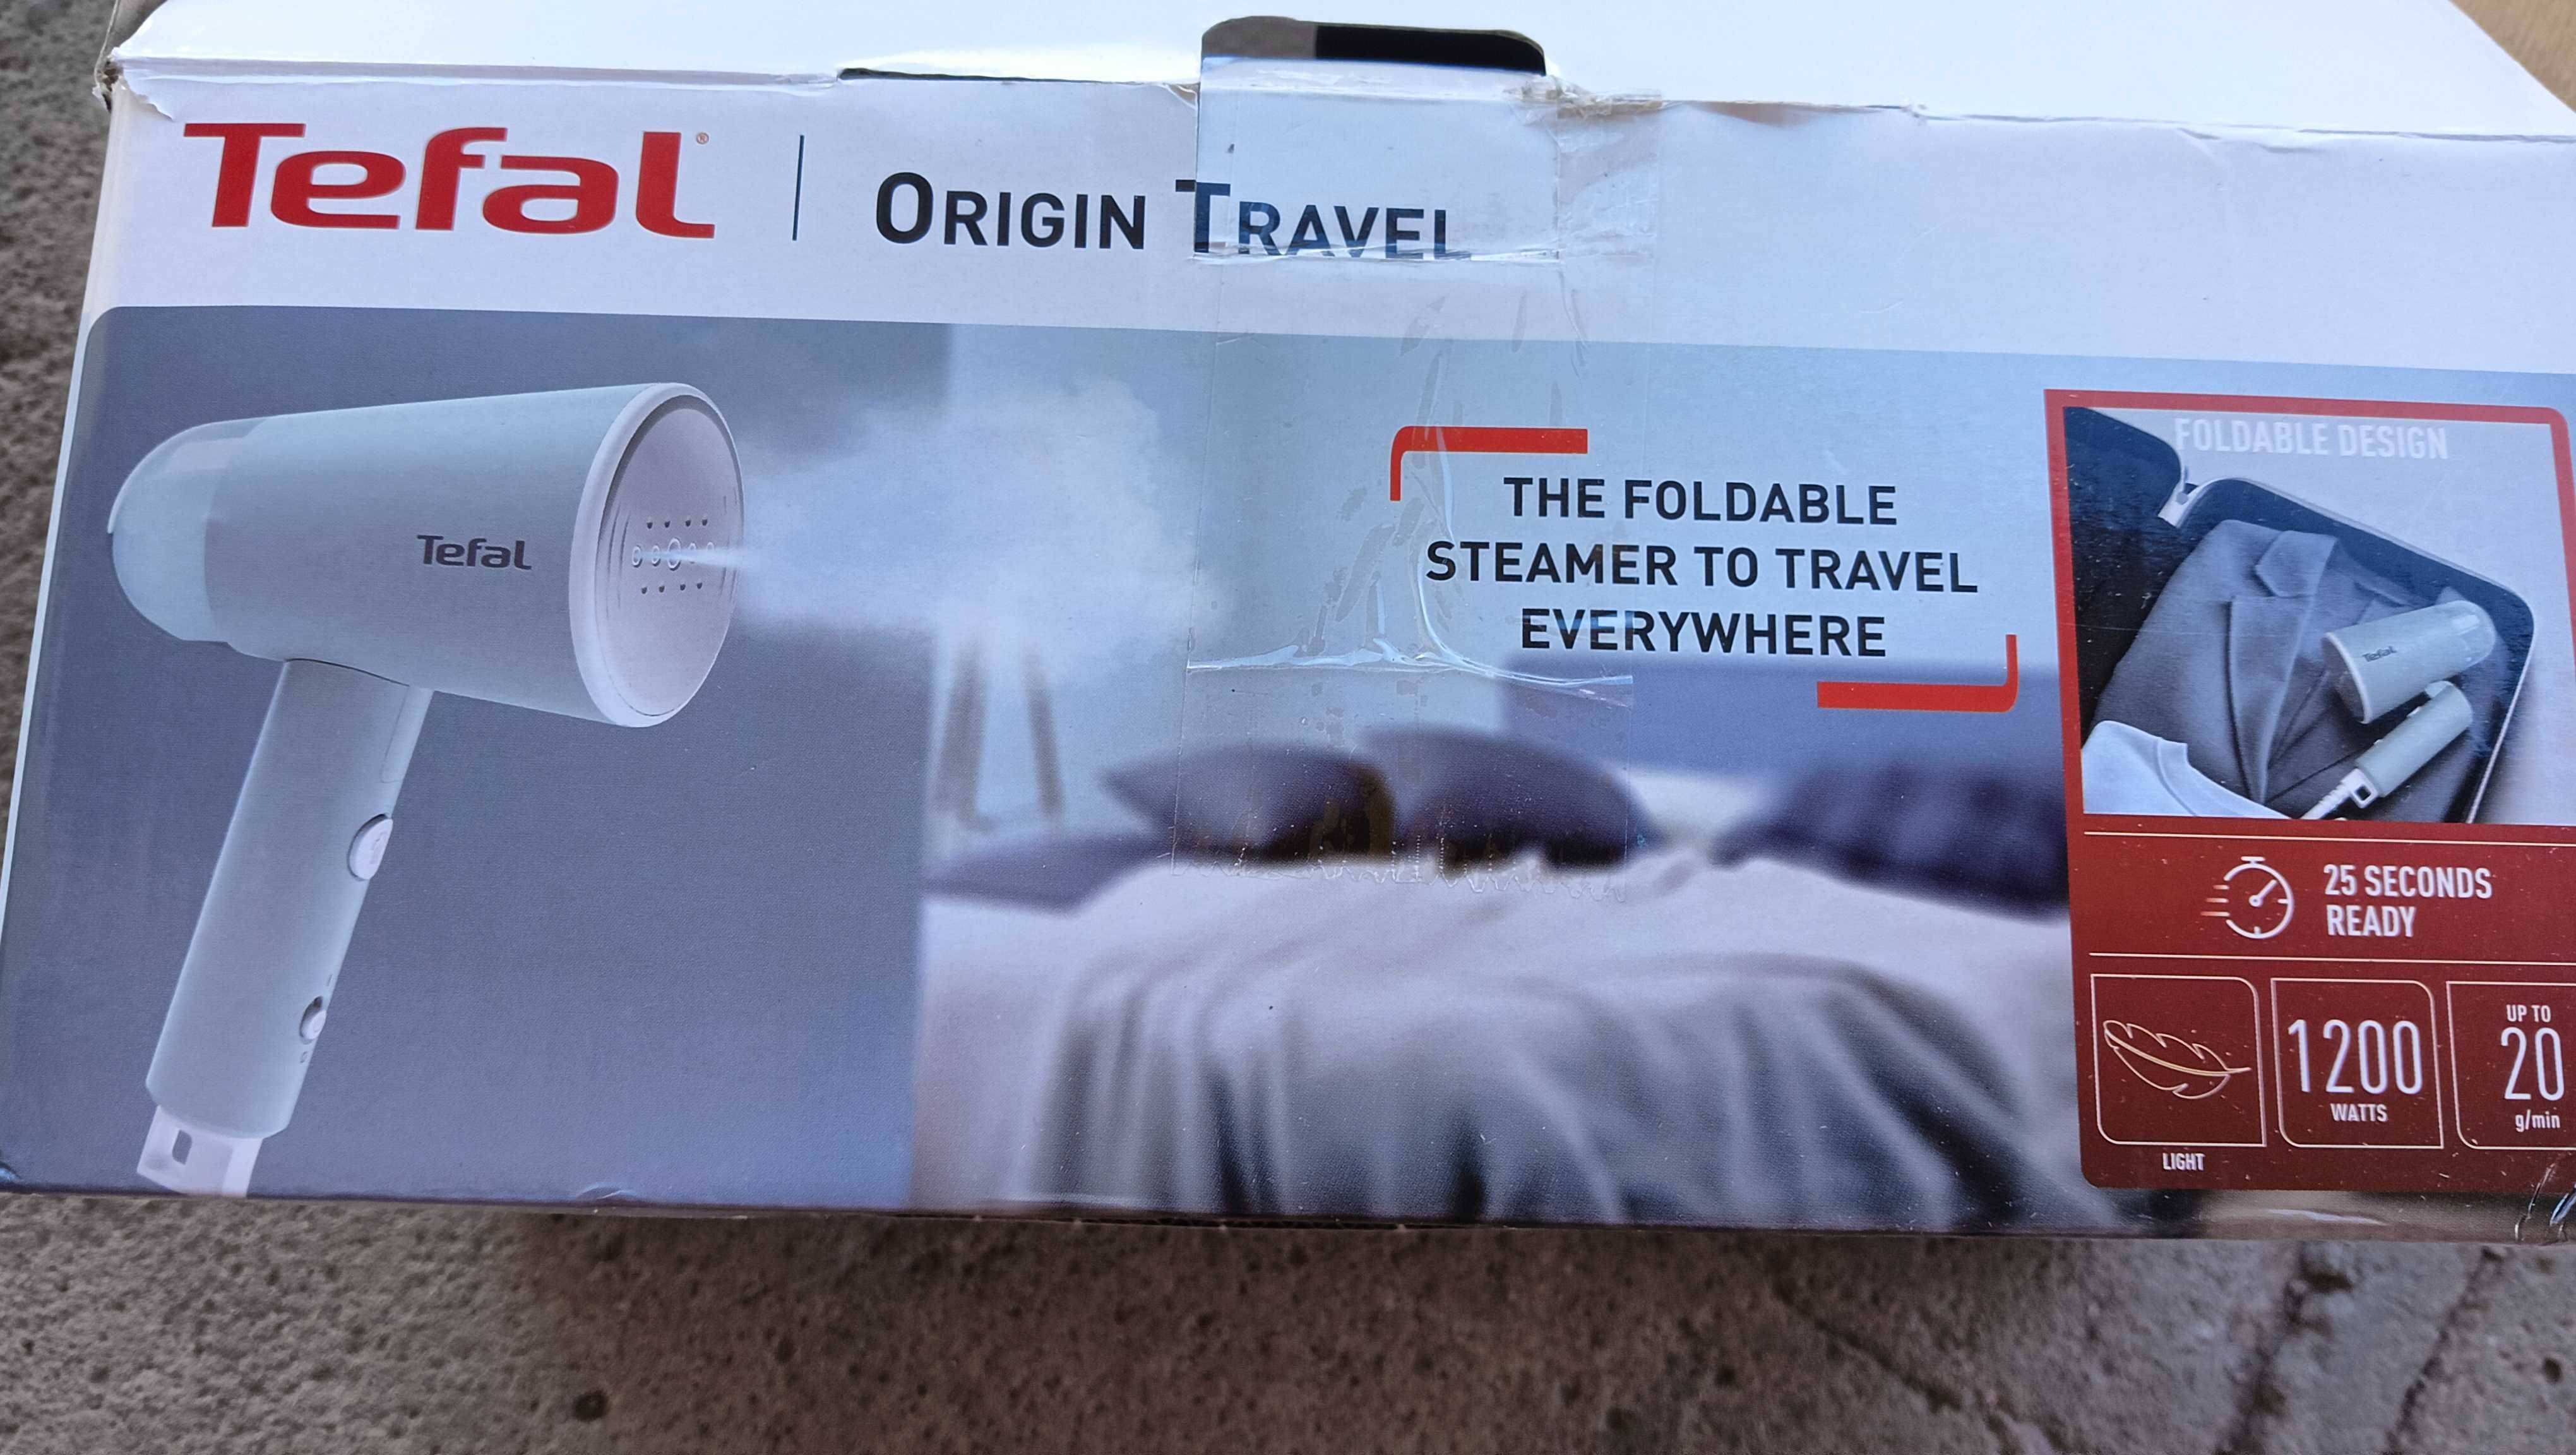 Tefal®
ORIGIN TRAVEL
Tefal
THE FOLDABLE
STEAMER TO TRAVEL
EVERYWHERE
FOLDABLE DESIGN
Tefal
25 SECONDS
READY
LIGHT
1200
WATTS
UP TO
20
g/min